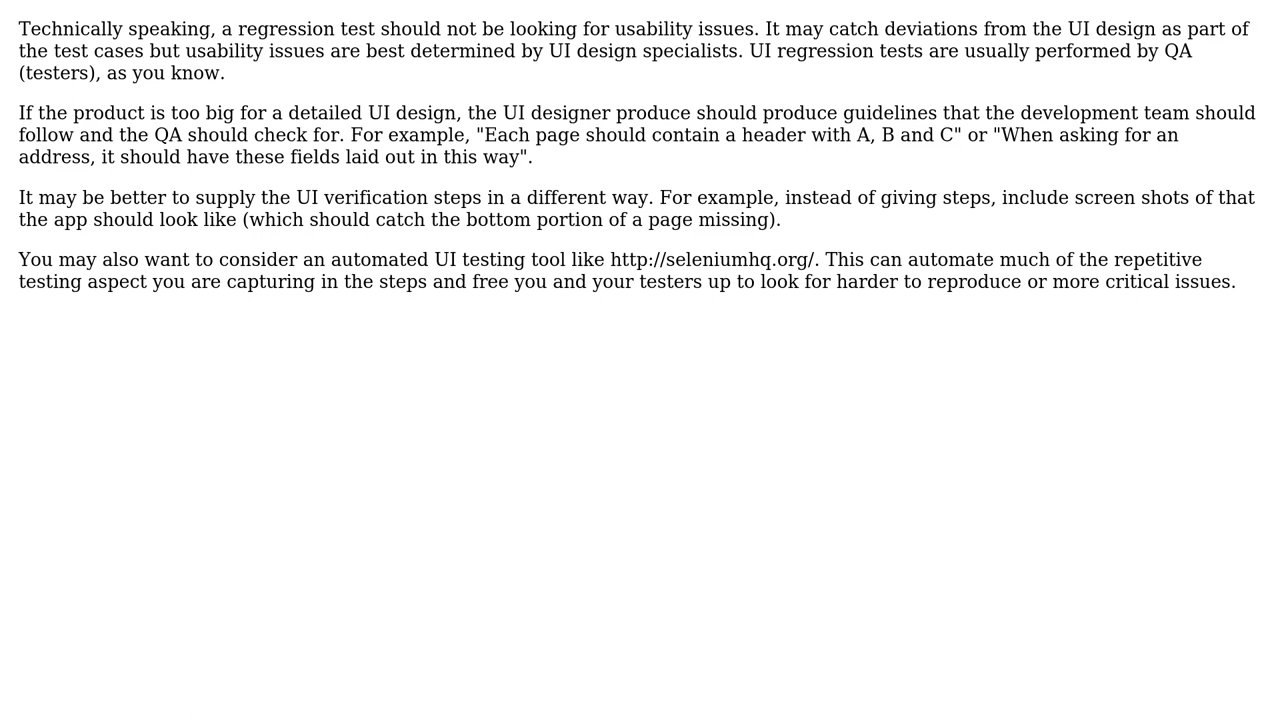 Technically speaking, a regression test should not be looking for usability issues. It may catch deviations from the UI design as part of
the test cases but usability issues are best determined by UI design specialists. UI regression tests are usually performed by QA
(testers), as you know.
If the product is too big for a detailed UI design, the UI designer produce should produce guidelines that the development team should
follow and the QA should check for. For example, "Each page should contain a header with A, B and C" or "When asking for an
address, it should have these fields laid out in this way".
It may be better to supply the UI verification steps in a different way. For example, instead of giving steps, include screen shots of that
the app should look like (which should catch the bottom portion of a page missing).
You may also want to consider an automated UI testing tool like http://seleniumhq.org/. This can automate much of the repetitive
testing aspect you are capturing in the steps and free you and your testers up to look for harder to reproduce or more critical issues.